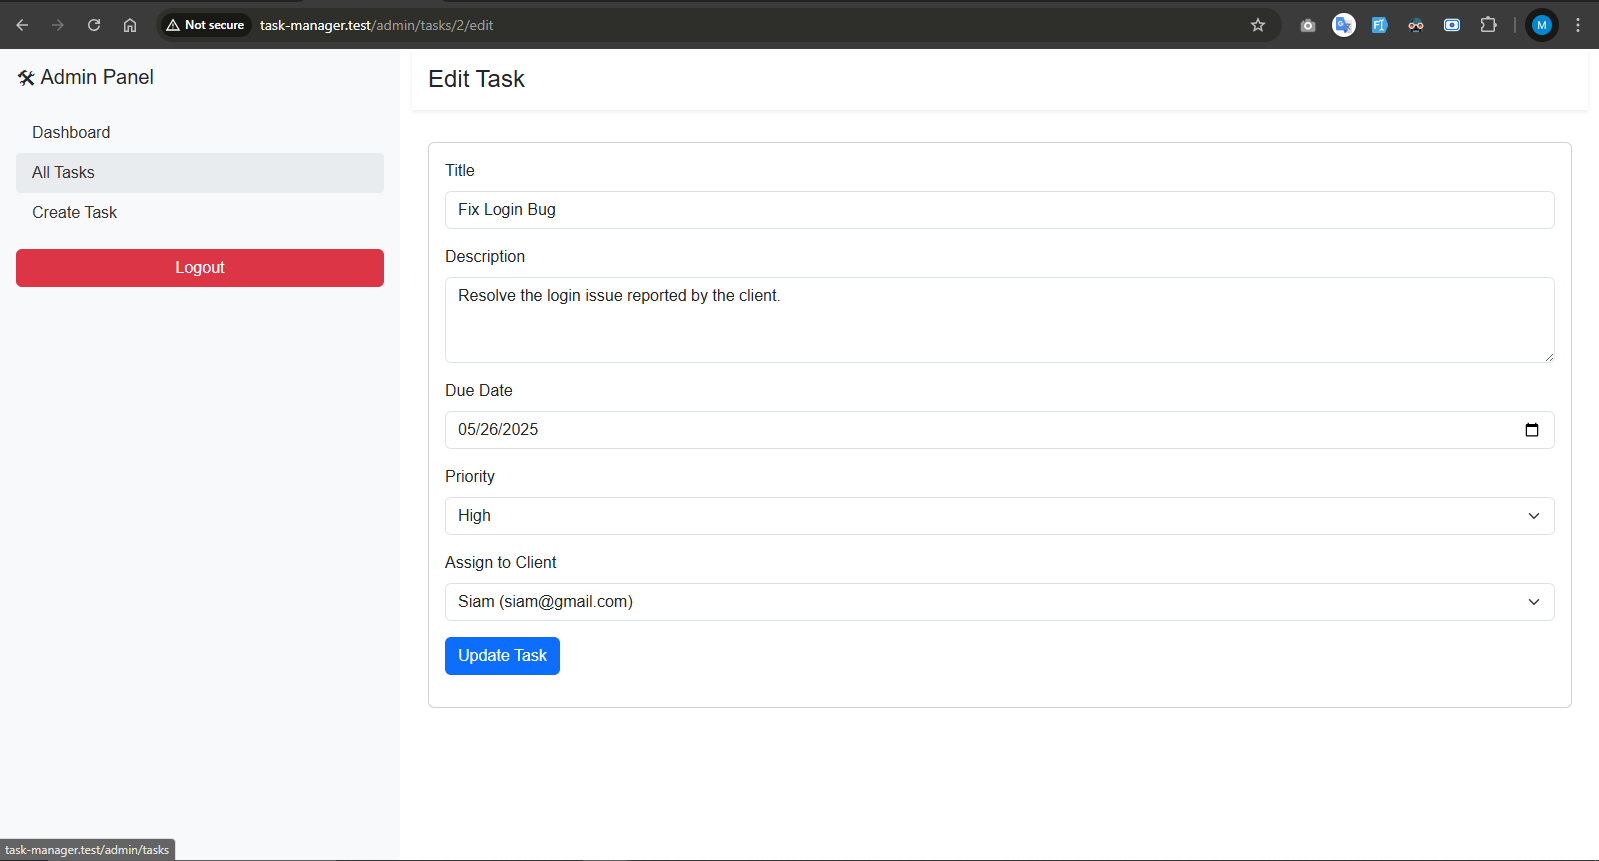 Not secure task-manager.test/admin/tasks/2/edit
M
Admin Panel
Dashboard
All Tasks
Create Task
Logout
Edit Task
Title
Fix Login Bug
Description
Resolve the login issue reported by the client.
Due Date
05/26/2025
Priority
High
Assign to Client
Siam (siam@gmail.com)
Update Task
task-manager.test/admin/tasks